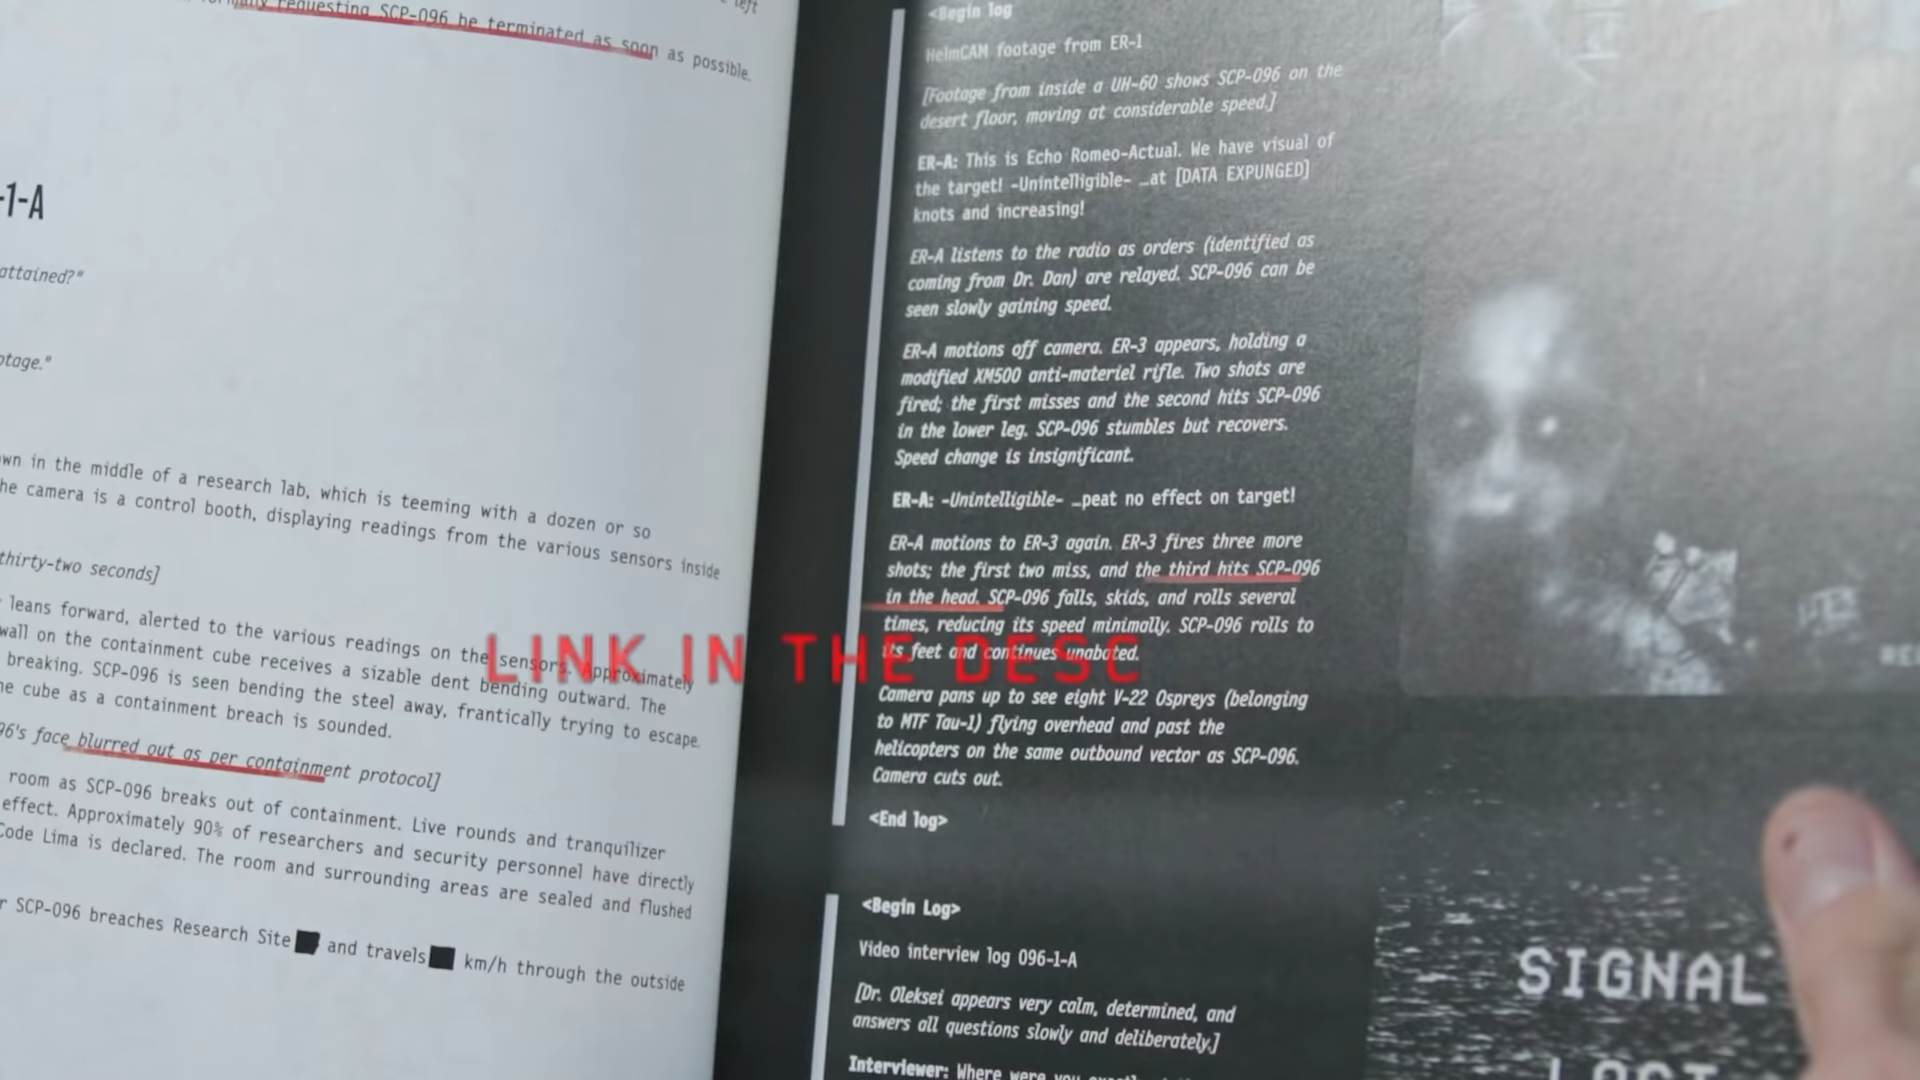 left
formally requesting SCP-096 be terminated as soon as possible.
-1-A
attained?"
otage."
wn in the middle of a research lab, which is teeming with a dozen or so
he camera is a control booth, displaying readings from the various sensors inside
thirty-two seconds]
leans forward, alerted to the various readings on the sensors. Approximately
wall on the containment cube receives a sizable dent bending outward. The
breaking. SCP-096 is seen bending the steel away, frantically trying to escape.
he cube as a containment breach is sounded.
96's face blurred out as per containment protocol]
room as SCP-096 breaks out of containment. Live rounds and tranquilizer
effect. Approximately 90% of researchers and security personnel have directly
Code Lima is declared. The room and surrounding areas are sealed and flushed
r SCP-096 breaches Research Site and travels km/h through the outside
<Begin log
HelmCAM footage from ER-1
[Footage from inside a UH-60 shows SCP-096 on the
desert floor, moving at considerable speed.]
ER-A: This is Echo Romeo-Actual. We have visual of
the target! -Unintelligible- …at [DATA EXPUNGED]
knots and increasing!
ER-A listens to the radio as orders (identified as
coming from Dr. Dan) are relayed. SCP-096 can be
seen slowly gaining speed.
ER-A motions off camera. ER-3 appears, holding a
modified XM500 anti-materiel rifle. Two shots are
fired; the first misses and the second hits SCP-096
in the lower leg. SCP-096 stumbles but recovers.
Speed change is insignificant.
ER-A: -Unintelligible- …peat no effect on target!
ER-A motions to ER-3 again. ER-3 fires three more
shots; the first two miss, and the third hits SCP-096
in the head. SCP-096 falls, skids, and rolls several
times, reducing its speed minimally. SCP-096 rolls to
its feet and continues unabated.
Camera pans up to see eight V-22 Ospreys (belonging
to MTF Tau-1) flying overhead and past the
helicopters on the same outbound vector as SCP-096.
Camera cuts out.
<End log>
<Begin Log>
Video interview log 096-1-A
[Dr. Oleksei appears very calm, determined, and
answers all questions slowly and deliberately.]
Interviewer: Where were you
LINK IN THE DESC
SIGNAL
LOST